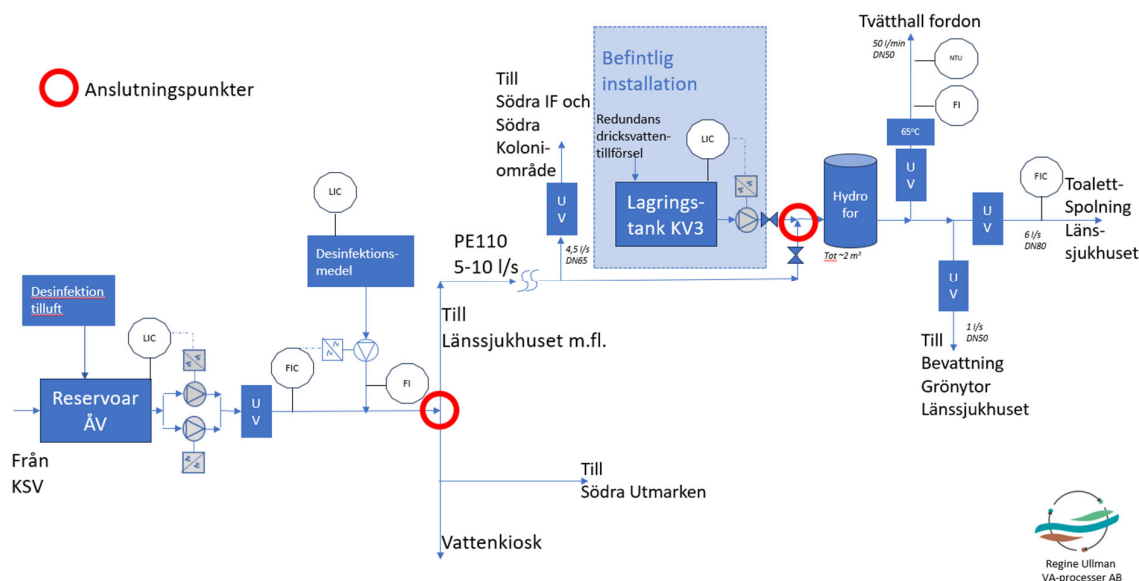 Anslutningspunkter
Desinfektion
tilluft
LIC
Reservoar
ÅV
Från
KSV
U
V
FIC
LIC
Desinfektions-
medel
FI
PE110
5-10 l/s
Till
Länssjukhuset m.fl.
Till
Södra Utmarken
Vattenkiosk
Till
Södra IF och
Södra
Koloni-
område
U
V
4,5 l/s
DN65
Befintlig
installation
Redundans
dricksvatten-
tillförsel
LIC
Lagrings-
tank KV3
Hydro
for
Tot ~2 m³
Tvätthall fordon
50 l/min
DN50
NTU
FI
65°C
U
V
U
V
FIC
6 l/s
DN80
Toalett-
Spolning
Läns-
sjukhuset
U
V
1 l/s
DN50
Till
Bevattning
Grönytor
Länssjukhuset
Regine Ullman
VA-processer AB